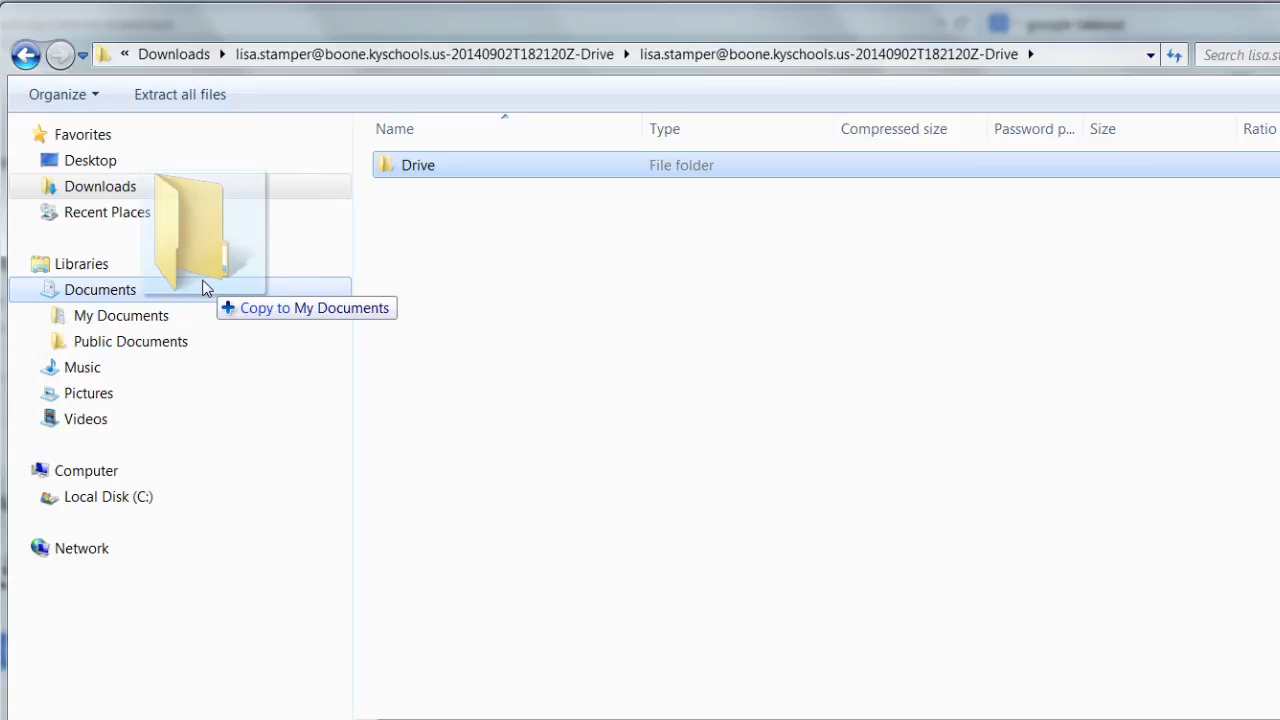 « Downloads lisa.stamper@boone.kyschools.us-20140902T182120Z-Drive lisa.stamper@boone.kyschools.us-20140902T182120Z-Drive Search lisa.st
Organize Extract all files
Name Type Compressed size Password p... Size Ratio
Drive File folder
Favorites
Desktop
Downloads
Recent Places
Libraries
Documents
Copy to My Documents
My Documents
Public Documents
Music
Pictures
Videos
Computer
Local Disk (C:)
Network